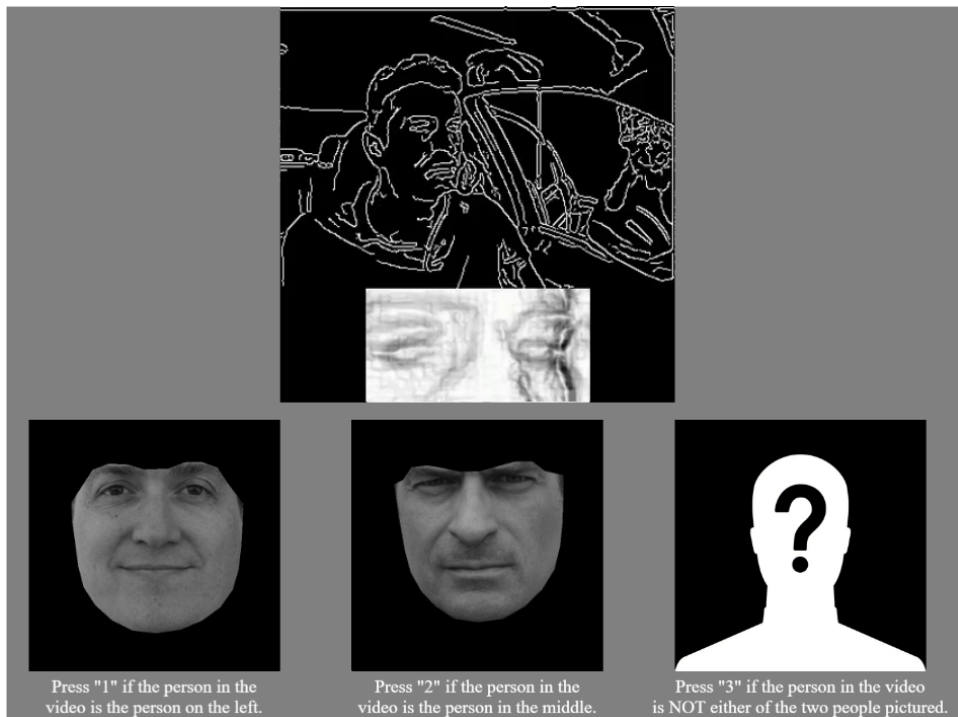 Press "1" if the person in the
video is the person on the left.
Press "2" if the person in the
video is the person in the middle.
Press "3" if the person in the video
is NOT either of the two people pictured.